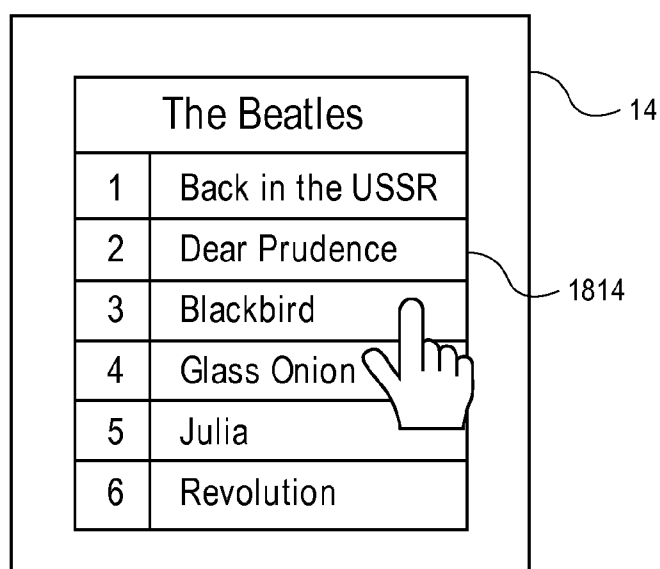 The Beatles
1 Back in the USSR
2 Dear Prudence
3 Blackbird
4 Glass Onion
5 Julia
6 Revolution
14
1814